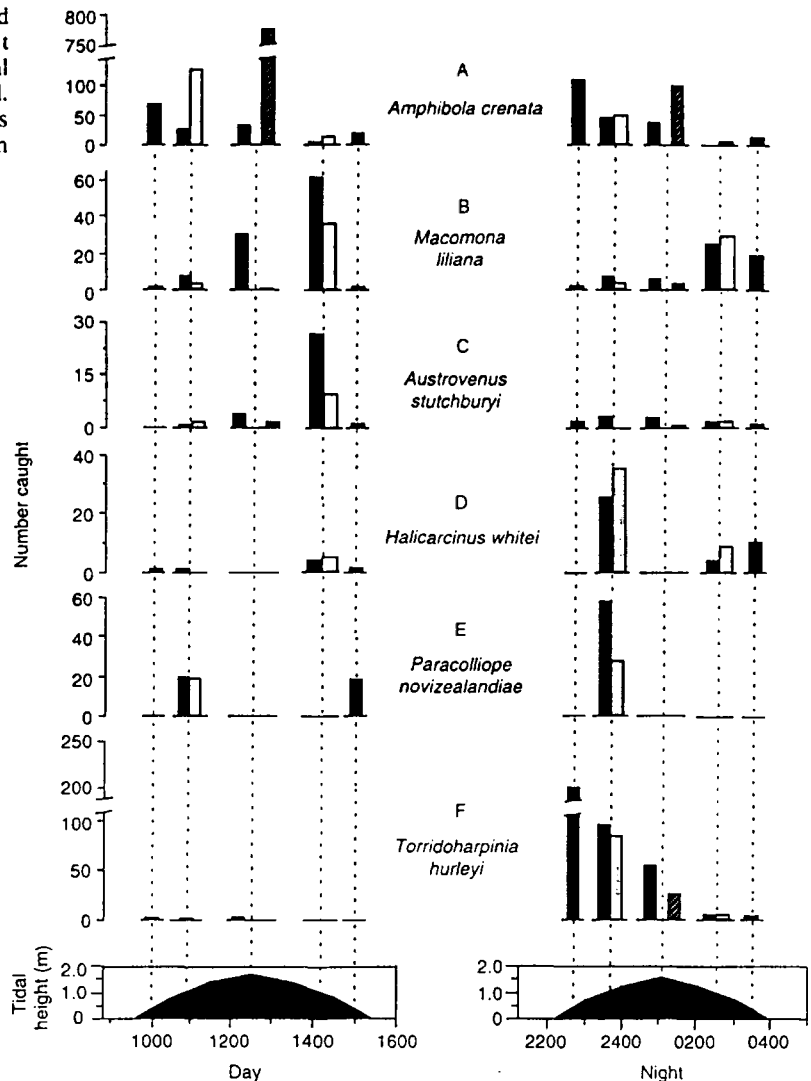 800
750
100
50
0
A
Amphibola crenata
60
40
20
0
B
Macomona
liliana
30
15
0
C
Austrovenus
stutchburyi
Number caught
40
20
0
D
Halicarcinus whitei
60
40
20
0
E
Paracolliope
novizealandiae
250
200
100
50
0
F
Torridoharpinia
hurleyi
Tidal
height (m)
2.0
1.0
0
2.0
1.0
0
1000 1200 1400 1600
2200 2400 0200 0400
Day
Night